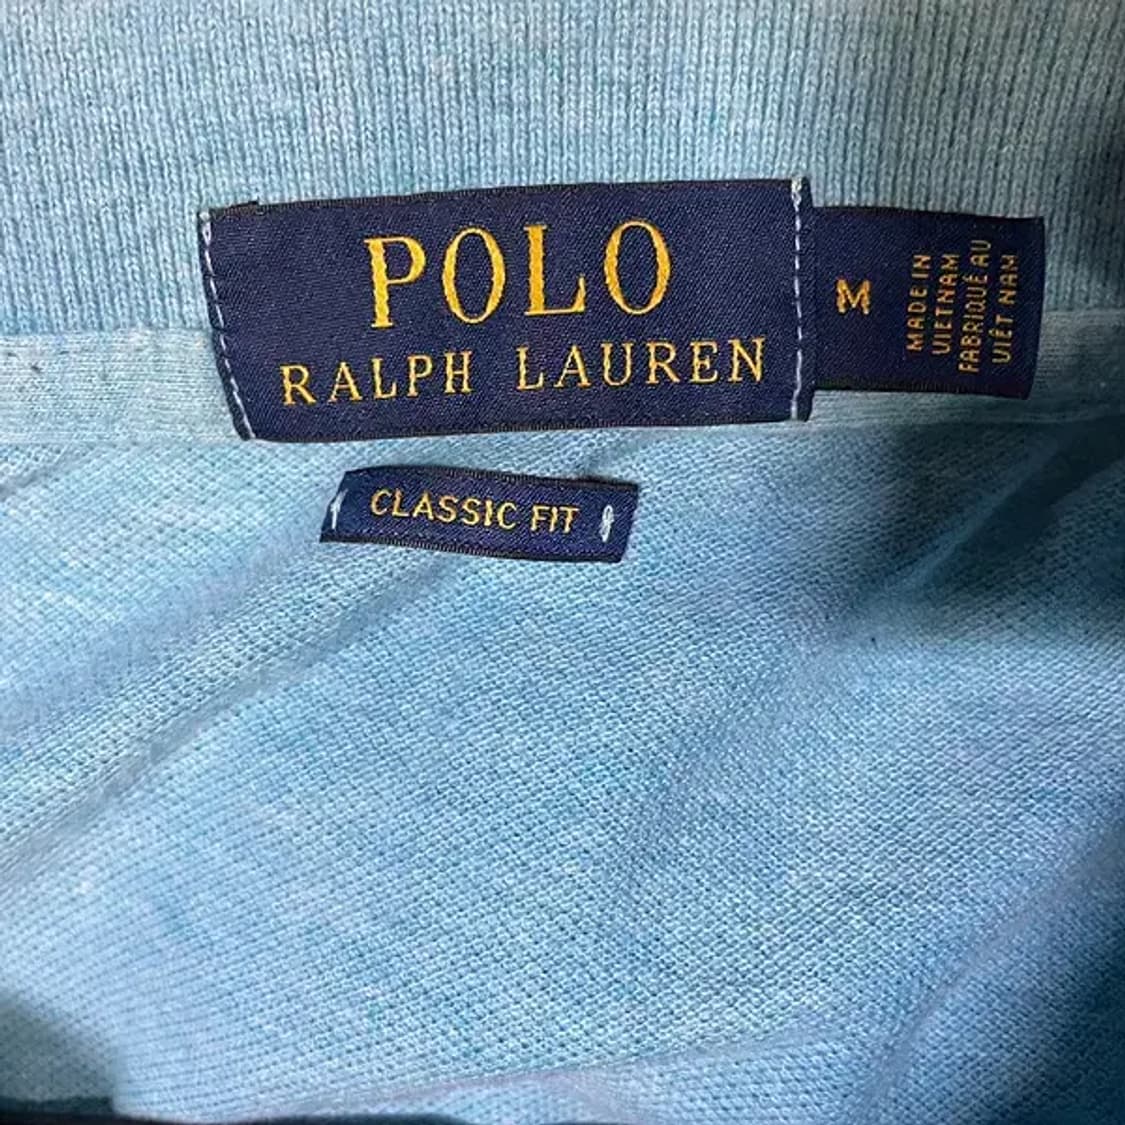 POLO
RALPH LAUREN
M
MADE IN
VIETNAM
FABRIQUÉ AU
VIÊT NAM
CLASSIC FIT